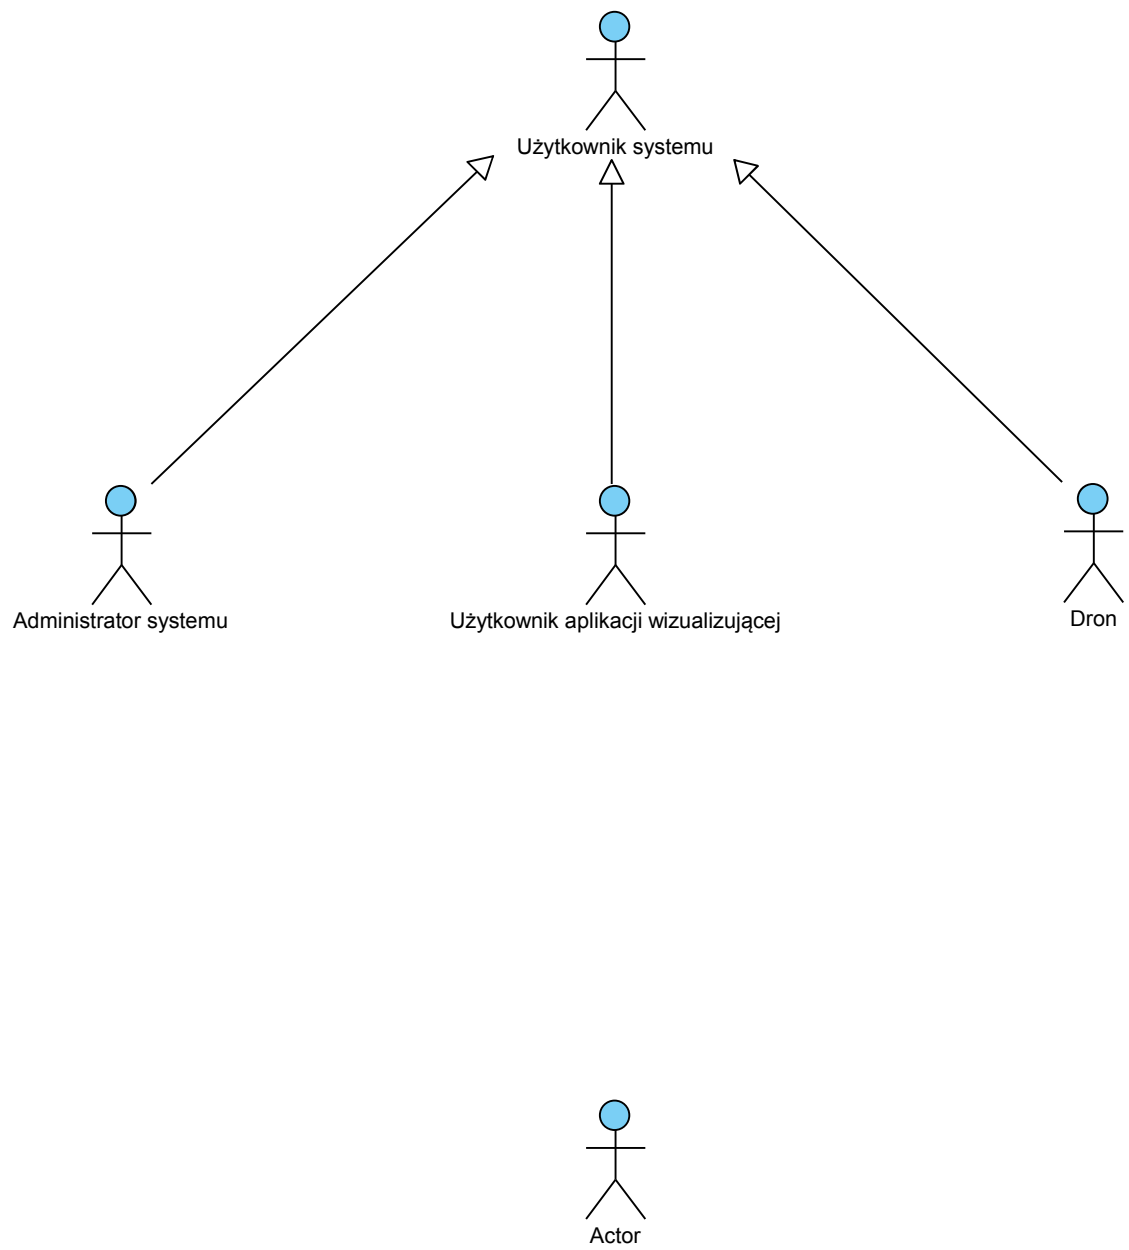 Użytkownik systemu
Administrator systemu
Użytkownik aplikacji wizualizującej
Dron
Actor